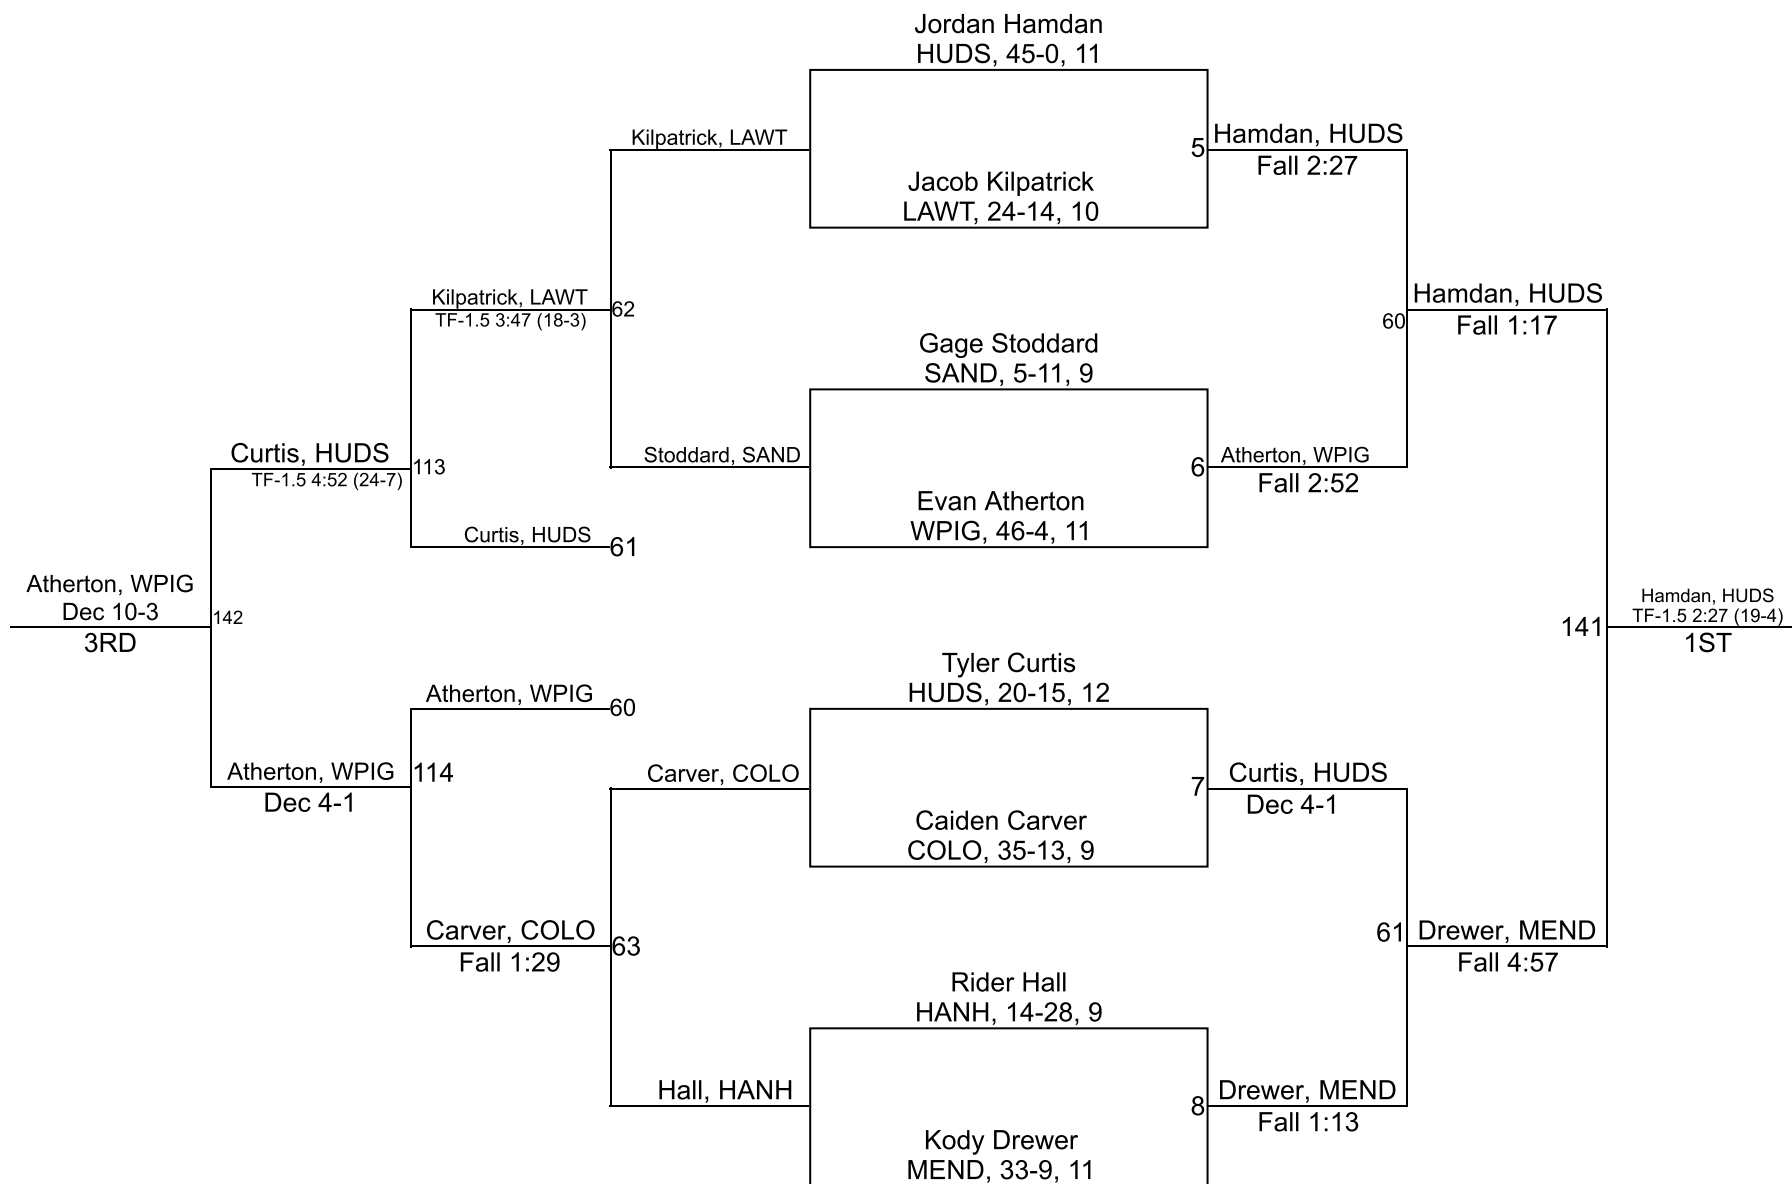 Jordan Hamdan
HUDS, 45-0, 11
Kilpatrick, LAWT
5
Hamdan, HUDS
Fall 2:27
Jacob Kilpatrick
LAWT, 24-14, 10
Kilpatrick, LAWT
TF-1.5 3:47 (18-3)
62
Hamdan, HUDS
60
Fall 1:17
Gage Stoddard
SAND, 5-11, 9
Curtis, HUDS
TF-1.5 4:52 (24-7)
113
Stoddard, SAND
6
Atherton, WPIG
Fall 2:52
Evan Atherton
WPIG, 46-4, 11
Curtis, HUDS
61
Atherton, WPIG
Dec 10-3
142
3RD
141
Hamdan, HUDS
TF-1.5 2:27 (19-4)
1ST
Tyler Curtis
HUDS, 20-15, 12
Atherton, WPIG
60
Atherton, WPIG
114
Dec 4-1
Carver, COLO
7
Curtis, HUDS
Dec 4-1
Caiden Carver
COLO, 35-13, 9
Carver, COLO
63
Fall 1:29
61
Drewer, MEND
Fall 4:57
Rider Hall
HANH, 14-28, 9
Hall, HANH
8
Drewer, MEND
Fall 1:13
Kody Drewer
MEND, 33-9, 11